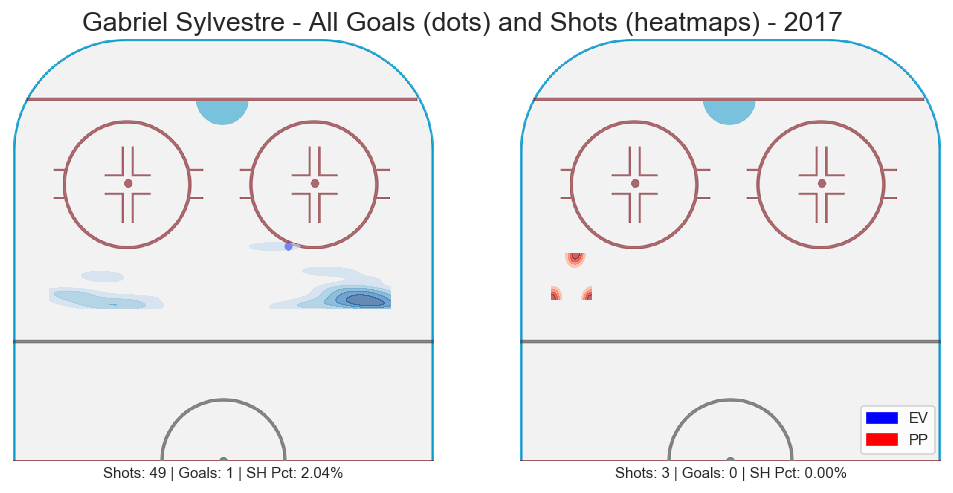 Gabriel Sylvestre - All Goals (dots) and Shots (heatmaps) - 2017
EV
PP
Shots: 49 | Goals: 1 | SH Pct: 2.04%
Shots: 3 | Goals: 0 | SH Pct: 0.00%